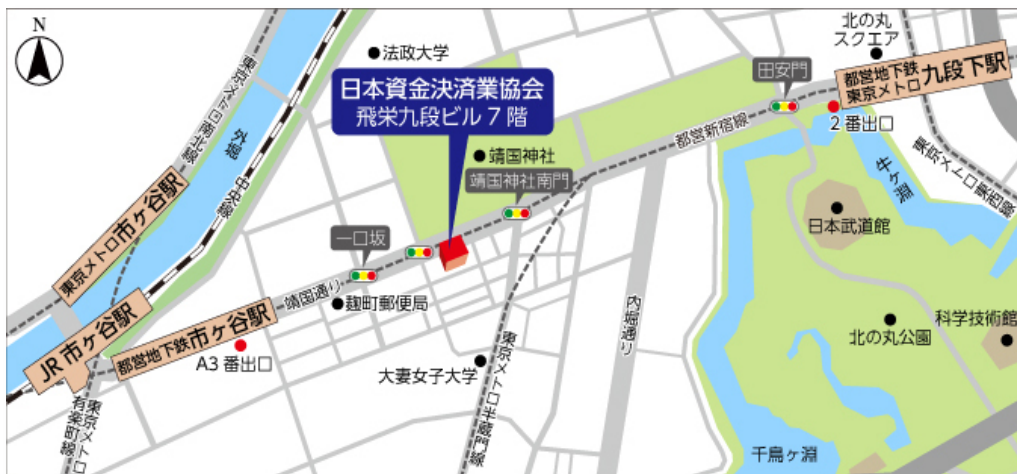 N
法政大学
日本資金決済業協会
飛栄九段ビル 7 階
北の丸
スクエア
田安門
都営地下鉄
東京メトロ
九段下駅
2 番出口
東京メトロ南北線
外堀
中央線
靖国神社
靖国神社南門
都営新宿線
牛ヶ淵
東京メトロ東西線
日本武道館
一口坂
東京メトロ市ヶ谷駅
靖国通り
麹町郵便局
内堀通り
北の丸公園
科学技術館
JR 市ヶ谷駅
都営地下鉄市ヶ谷駅
A3 番出口
大妻女子大学
東京メトロ半蔵門線
東京メトロ
有楽町線
千鳥ヶ淵